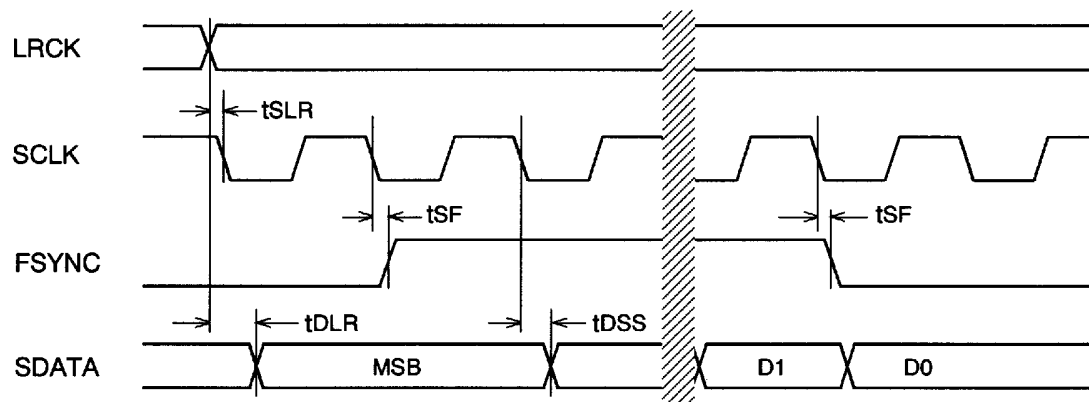 LRCK
tSLR
SCLK
tSF
tSF
FSYNC
tDLR
tDSS
SDATA
MSB
D1
D0